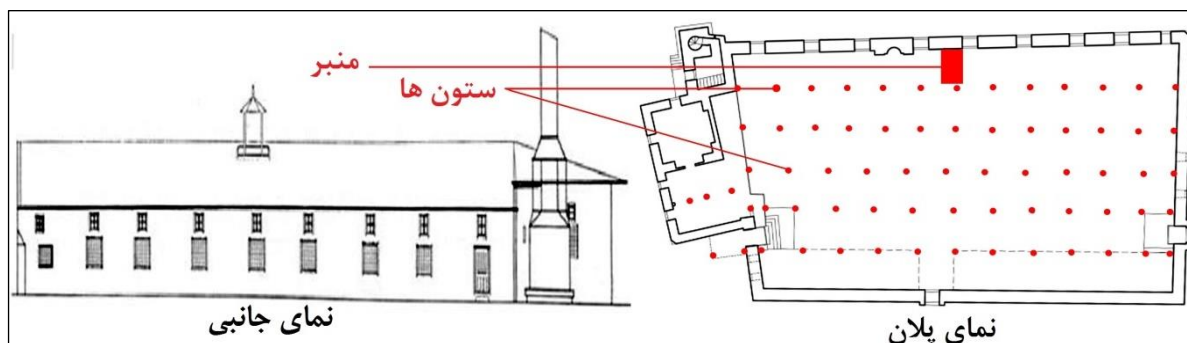 منبر
ستون ها
نمای جانبی
نمای پلان